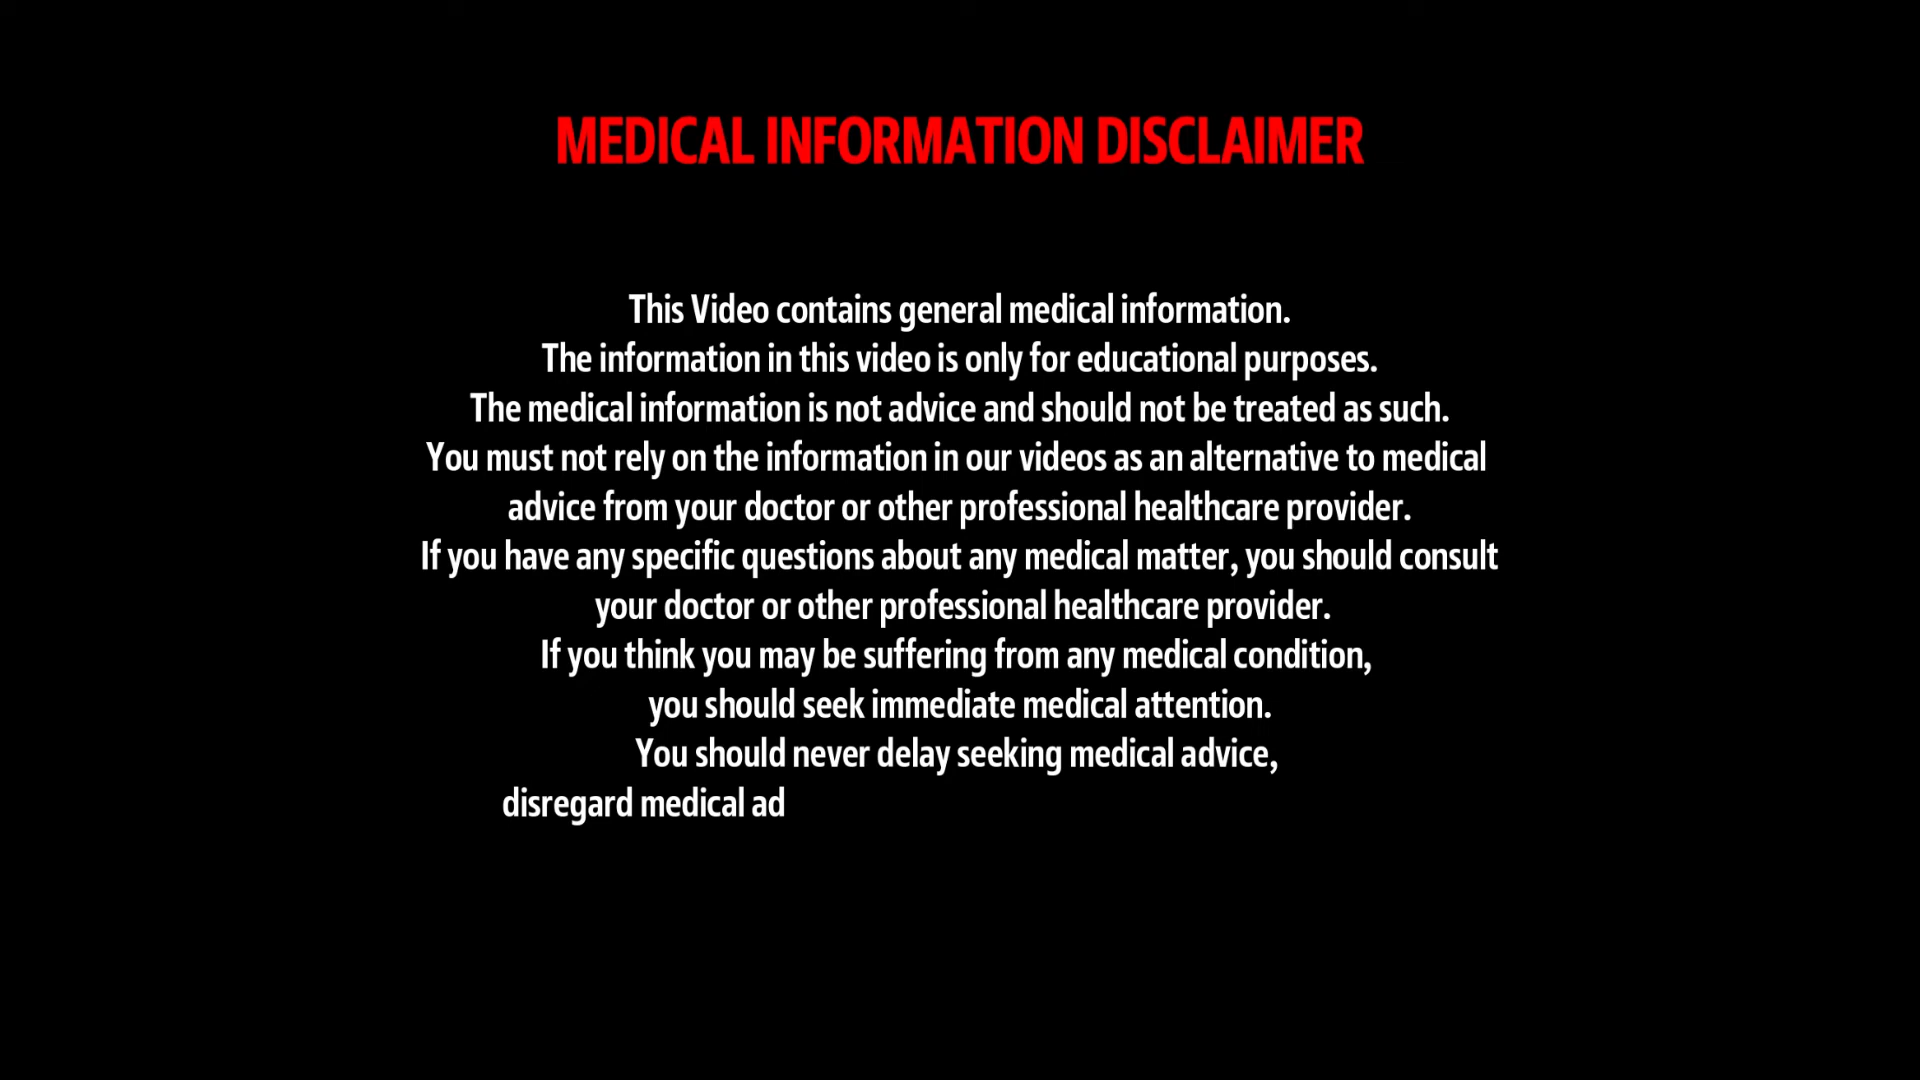 MEDICAL INFORMATION DISCLAIMER
This Video contains general medical information.
The information in this video is only for educational purposes.
The medical information is not advice and should not be treated as such.
You must not rely on the information in our videos as an alternative to medical
advice from your doctor or other professional healthcare provider.
If you have any specific questions about any medical matter, you should consult
your doctor or other professional healthcare provider.
If you think you may be suffering from any medical condition,
you should seek immediate medical attention.
You should never delay seeking medical advice,
disregard medical ad